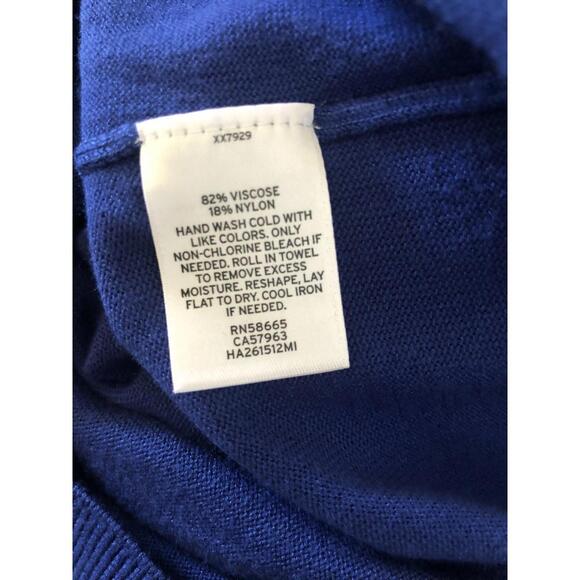 XX7929
82% VISCOSE
18% NYLON
HAND WASH COLD WITH
LIKE COLORS. ONLY
NON-CHLORINE BLEACH IF
NEEDED. ROLL IN TOWEL
TO REMOVE EXCESS
MOISTURE. RESHAPE, LAY
FLAT TO DRY. COOL IRON
IF NEEDED.
RN58665
CA57963
HA261512MI